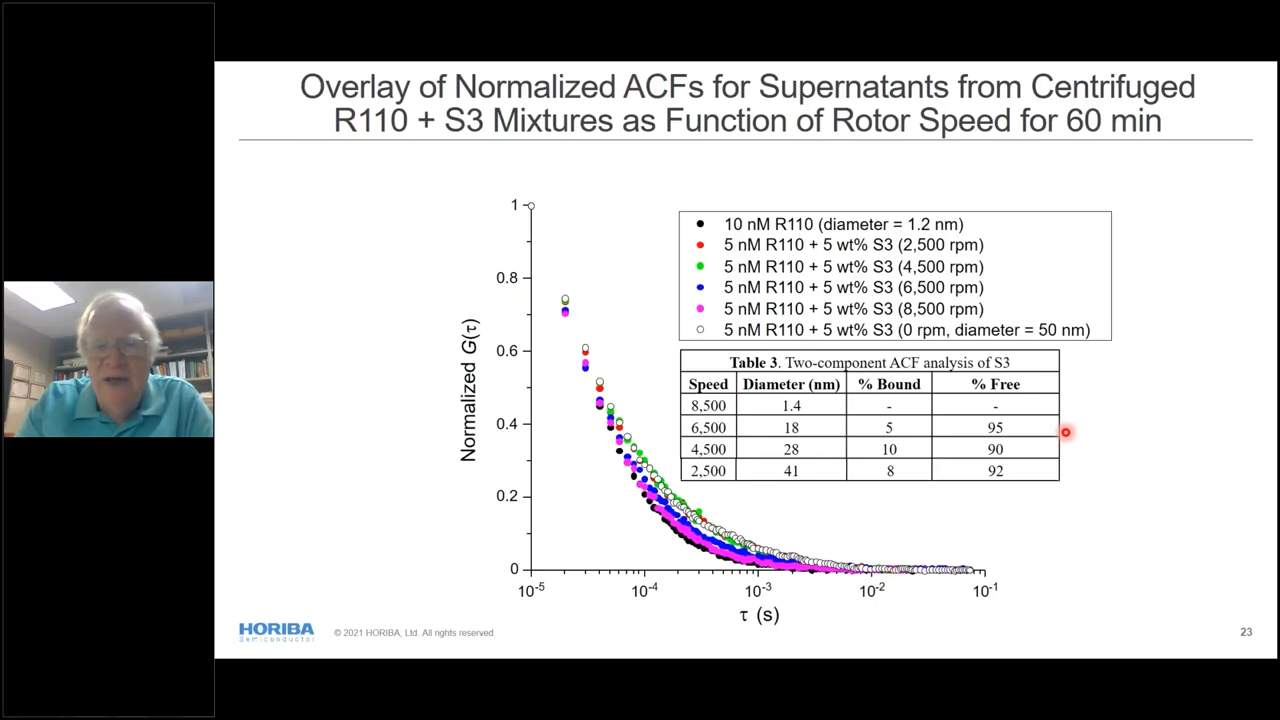 Overlay of Normalized ACFs for Supernatants from Centrifuged
R110 + S3 Mixtures as Function of Rotor Speed for 60 min
1
0.8
0.6
0.4
0.2
0
Normalized G(τ)
10⁻⁵ 10⁻⁴ 10⁻³ 10⁻² 10⁻¹
τ (s)
10 nM R110 (diameter = 1.2 nm)
5 nM R110 + 5 wt% S3 (2,500 rpm)
5 nM R110 + 5 wt% S3 (4,500 rpm)
5 nM R110 + 5 wt% S3 (6,500 rpm)
5 nM R110 + 5 wt% S3 (8,500 rpm)
5 nM R110 + 5 wt% S3 (0 rpm, diameter = 50 nm)
Table 3. Two-component ACF analysis of S3
Speed Diameter (nm) % Bound % Free
8,500 1.4 - -
6,500 18 5 95
4,500 28 10 90
2,500 41 8 92
HORIBA
Semiconductor
© 2021 HORIBA, Ltd. All rights reserved.
23